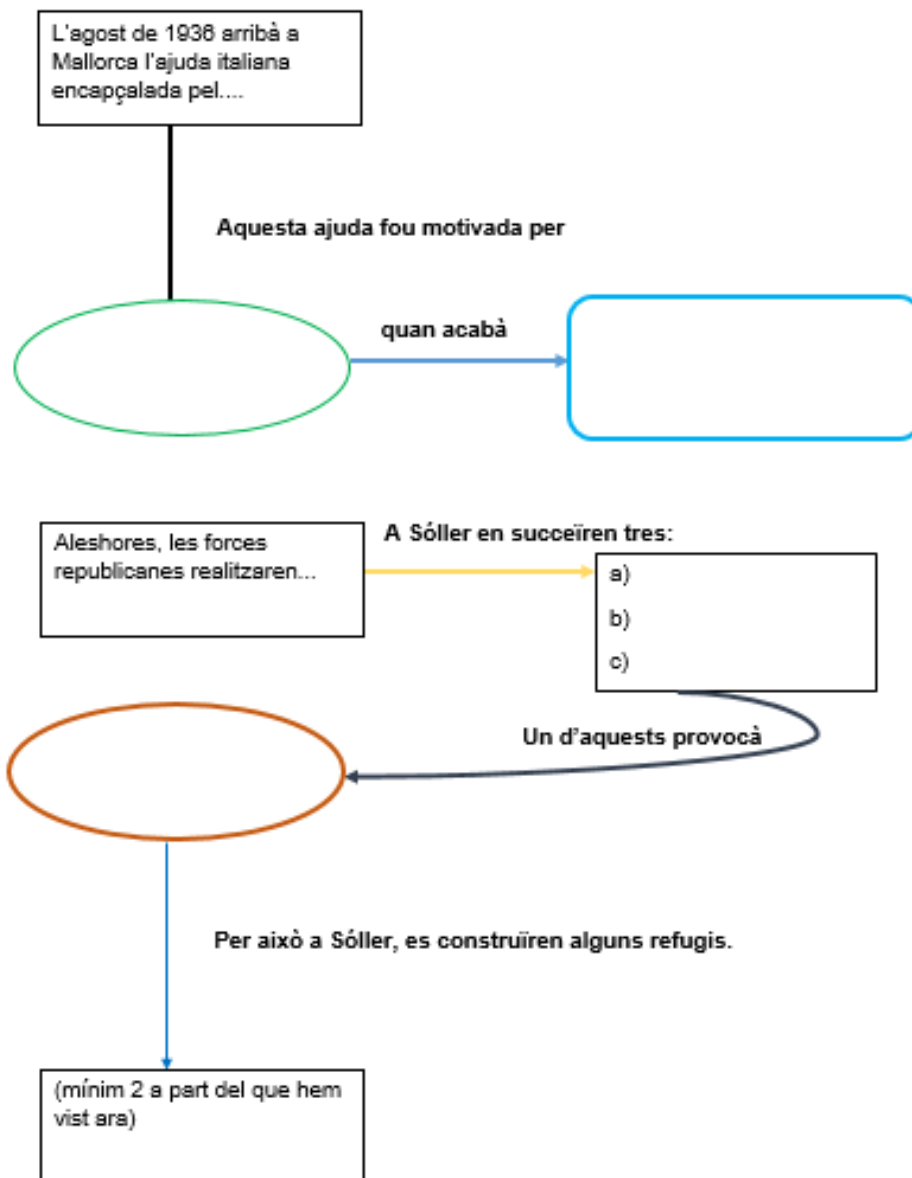 L'agost de 1936 arribà a
Mallorca l'ajuda italiana
encapçalada pel....
Aquesta ajuda fou motivada per
quan acabà
Aleshores, les forces
republicanes realitzaren...
A Sóller en succeïren tres:
a)
b)
c)
Un d'aquests provocà
Per això a Sóller, es construïren alguns refugis.
(mínim 2 a part del que hem
vist ara)